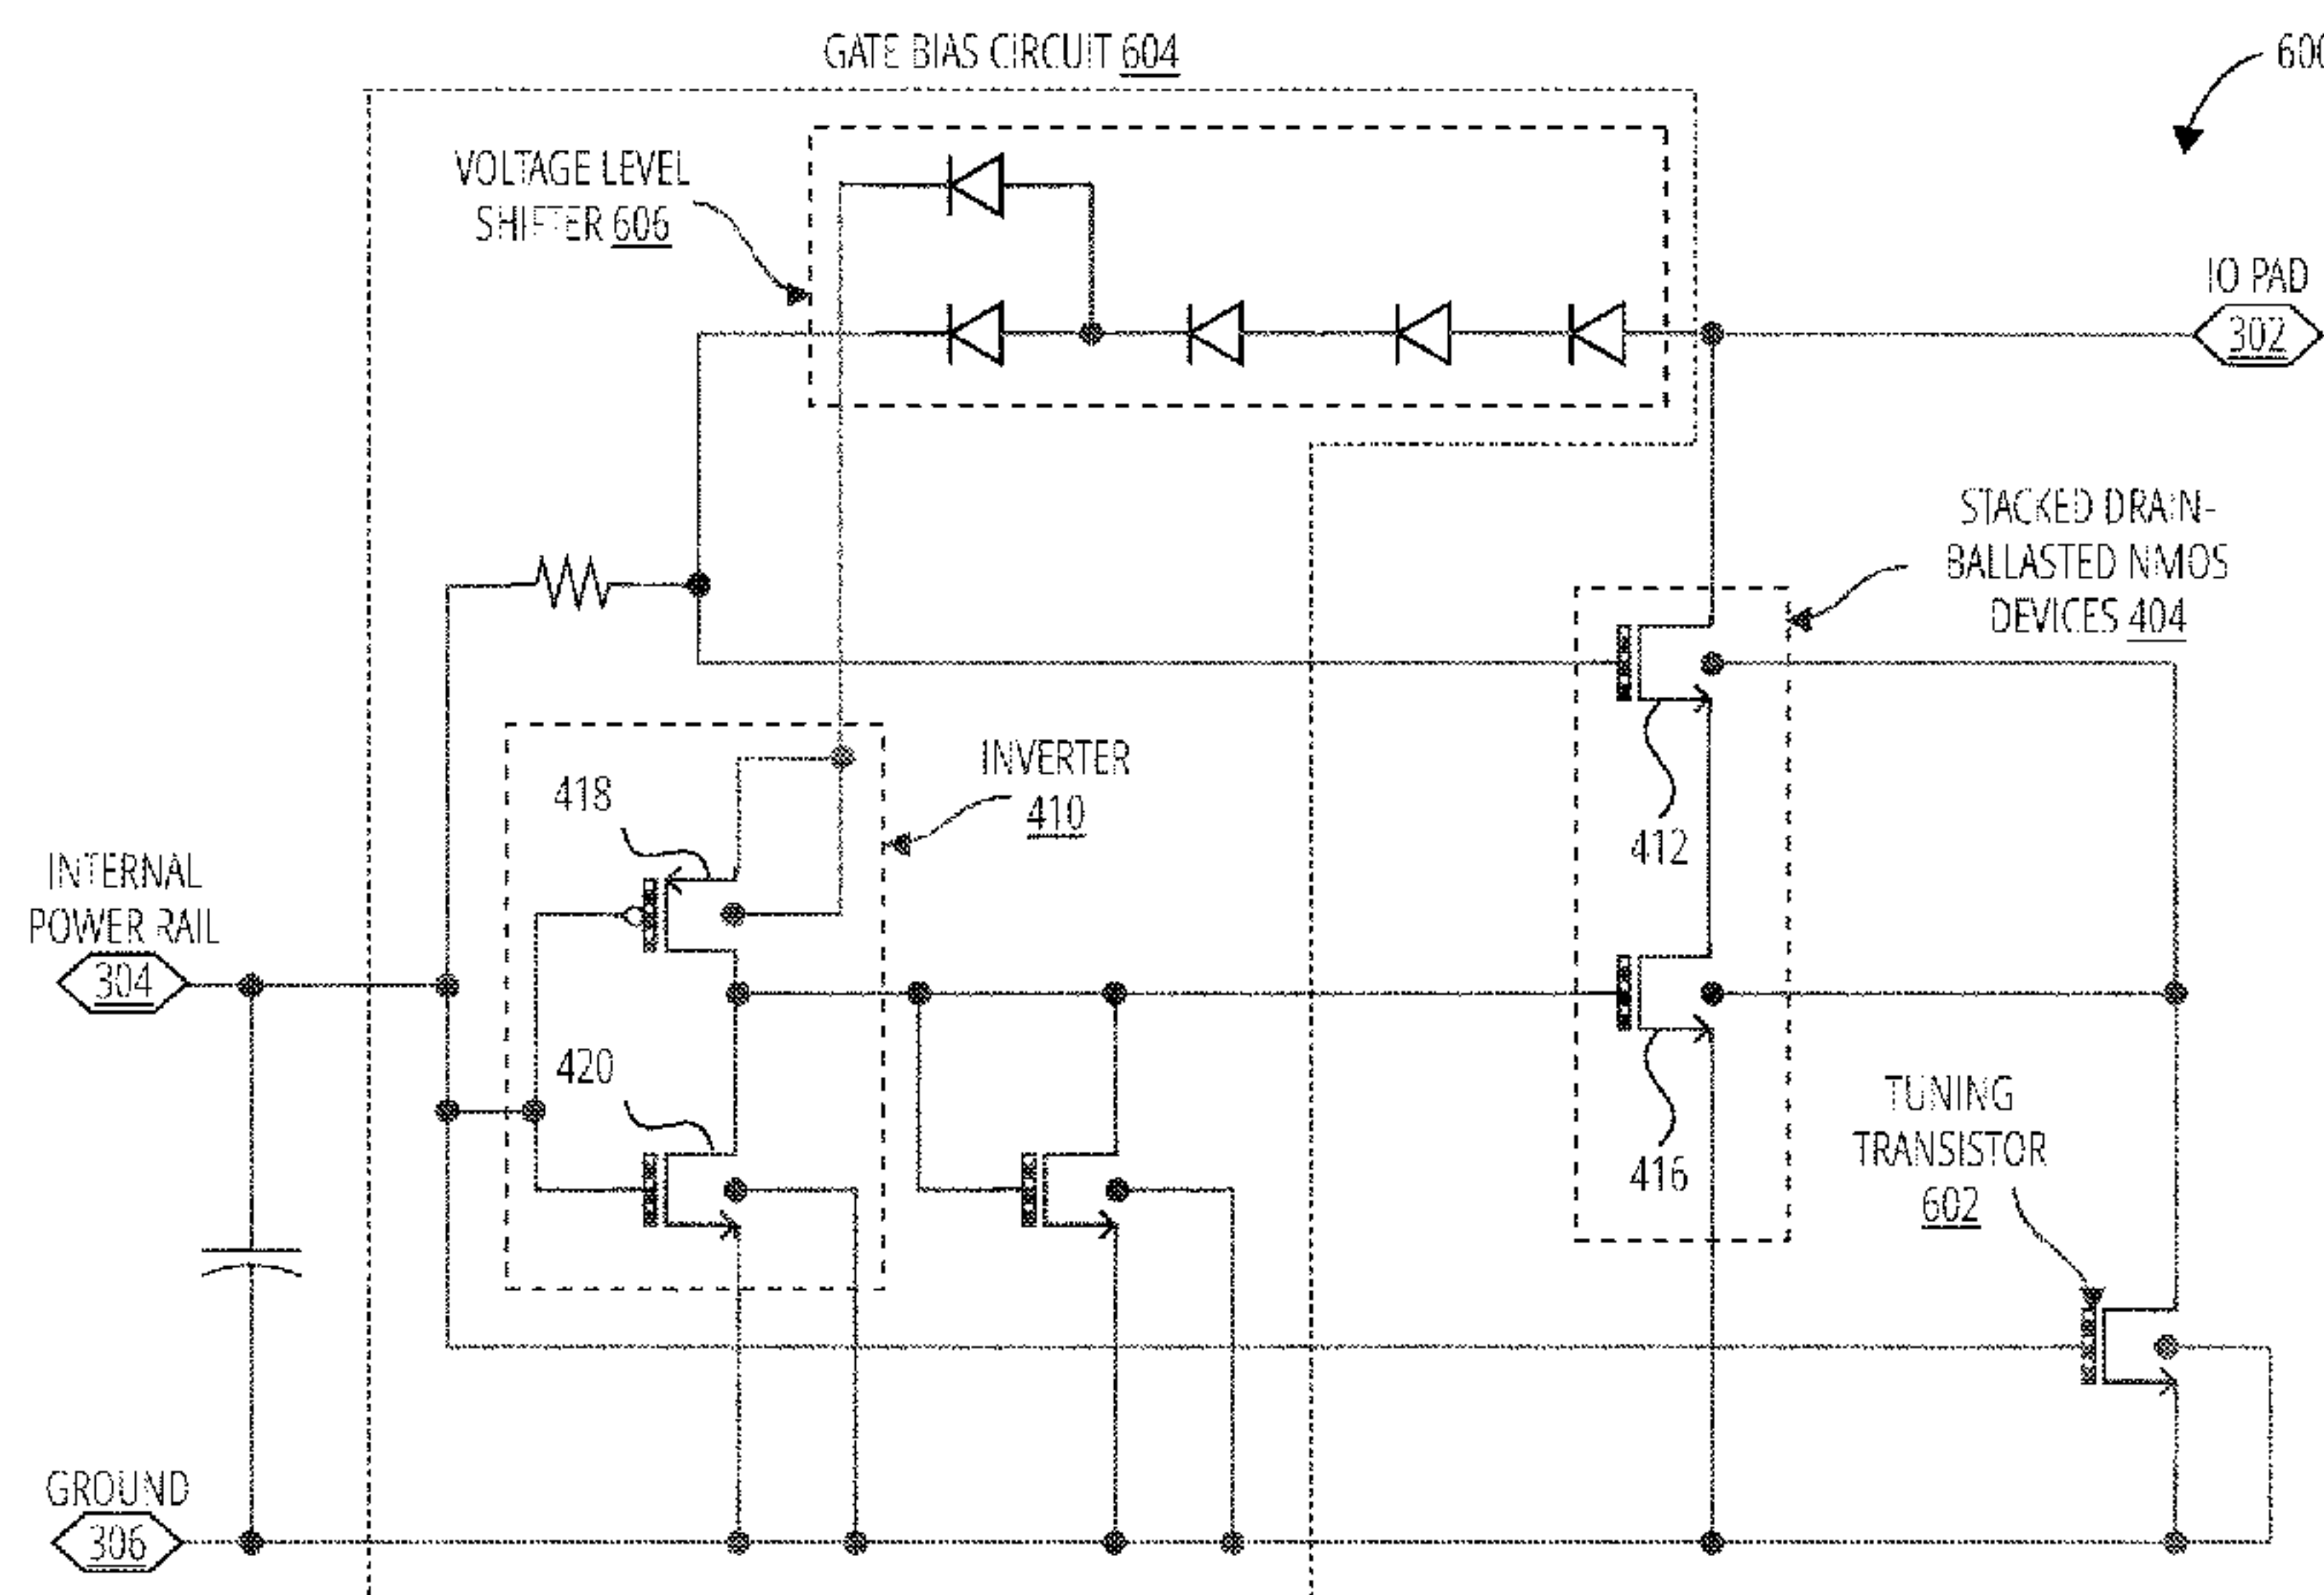 GATE BIAS CIRCUIT 604
600
VOLTAGE LEVEL
SHIFTER 606
IO PAD
302
STACKED DRAIN-
BALLASTED NMOS
DEVICES 404
418
INVERTER
410
412
INTERNAL
POWER RAIL
304
420
416
TUNING
TRANSISTOR
602
GROUND
306